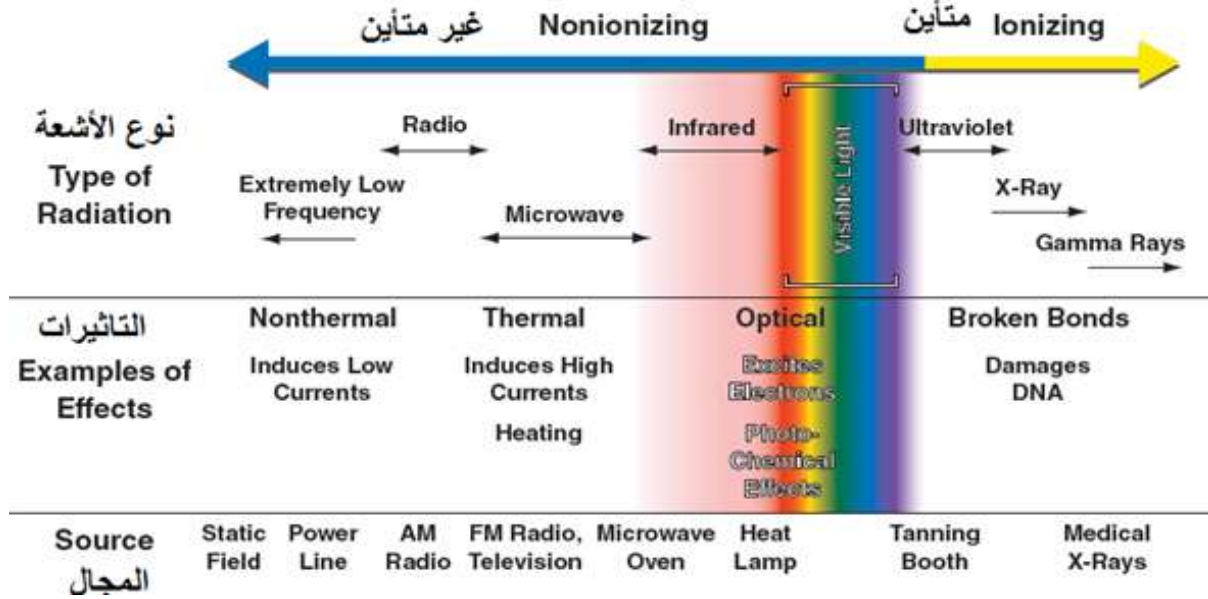 غير متأين Nonionizing متأين Ionizing
نوع الأشعة
Type of
Radiation
Radio
Infrared
Ultraviolet
Extremely Low
Frequency
Microwave
Visible Light
X-Ray
Gamma Rays
التاثيرات
Examples of
Effects
Nonthermal
Induces Low
Currents
Thermal
Induces High
Currents
Heating
Optical
Excites
Electrons
Photo-
Chemical
Effects
Broken Bonds
Damages
DNA
Source
المجال
Static
Field
Power
Line
AM
Radio
FM Radio,
Television
Microwave
Oven
Heat
Lamp
Tanning
Booth
Medical
X-Rays